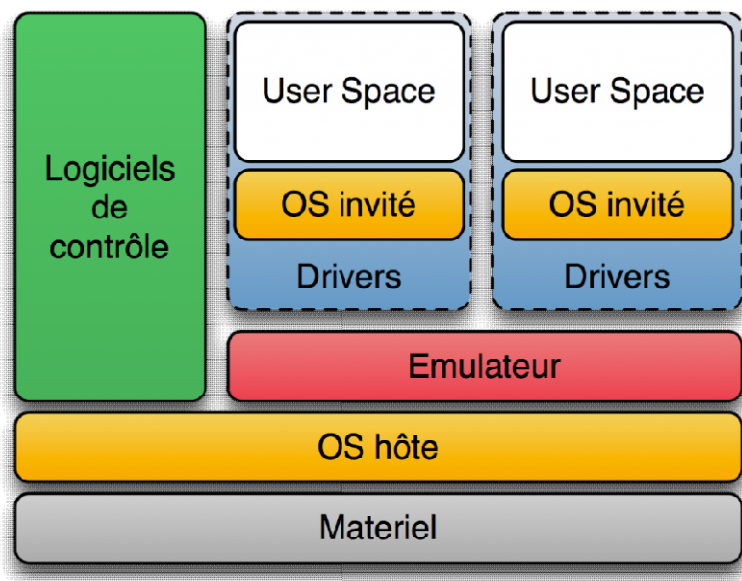 Logiciels
de
contrôle
User Space
OS invité
Drivers
User Space
OS invité
Drivers
Emulateur
OS hôte
Materiel